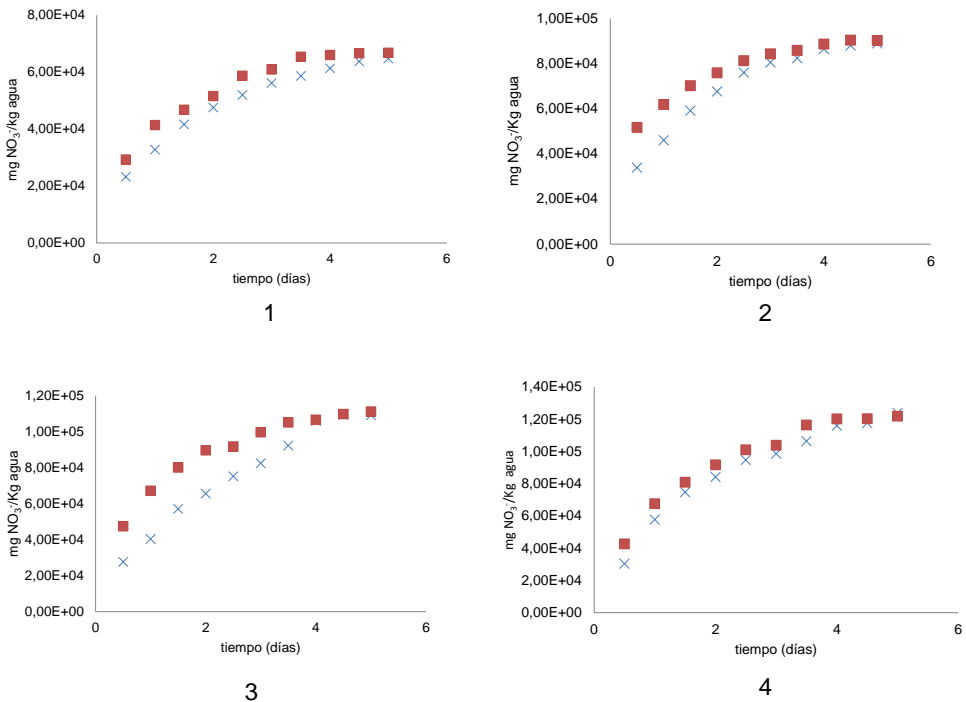 8,00E+04
6,00E+04
4,00E+04
2,00E+04
0,00E+00
mg NO3-/kg agua
0 2 4 6
tiempo (días)
1
1,00E+05
8,00E+04
6,00E+04
4,00E+04
2,00E+04
0,00E+00
mg NO3-/Kg agua
0 2 4 6
tiempo (días)
2
1,20E+05
1,00E+05
8,00E+04
6,00E+04
4,00E+04
2,00E+04
0,00E+00
mg NO3-/Kg agua
0 2 4 6
tiempo (días)
3
1,40E+05
1,20E+05
1,00E+05
8,00E+04
6,00E+04
4,00E+04
2,00E+04
0,00E+00
mg NO3-/Kg agua
0 1 2 3 4 5 6
tiempo (días)
4